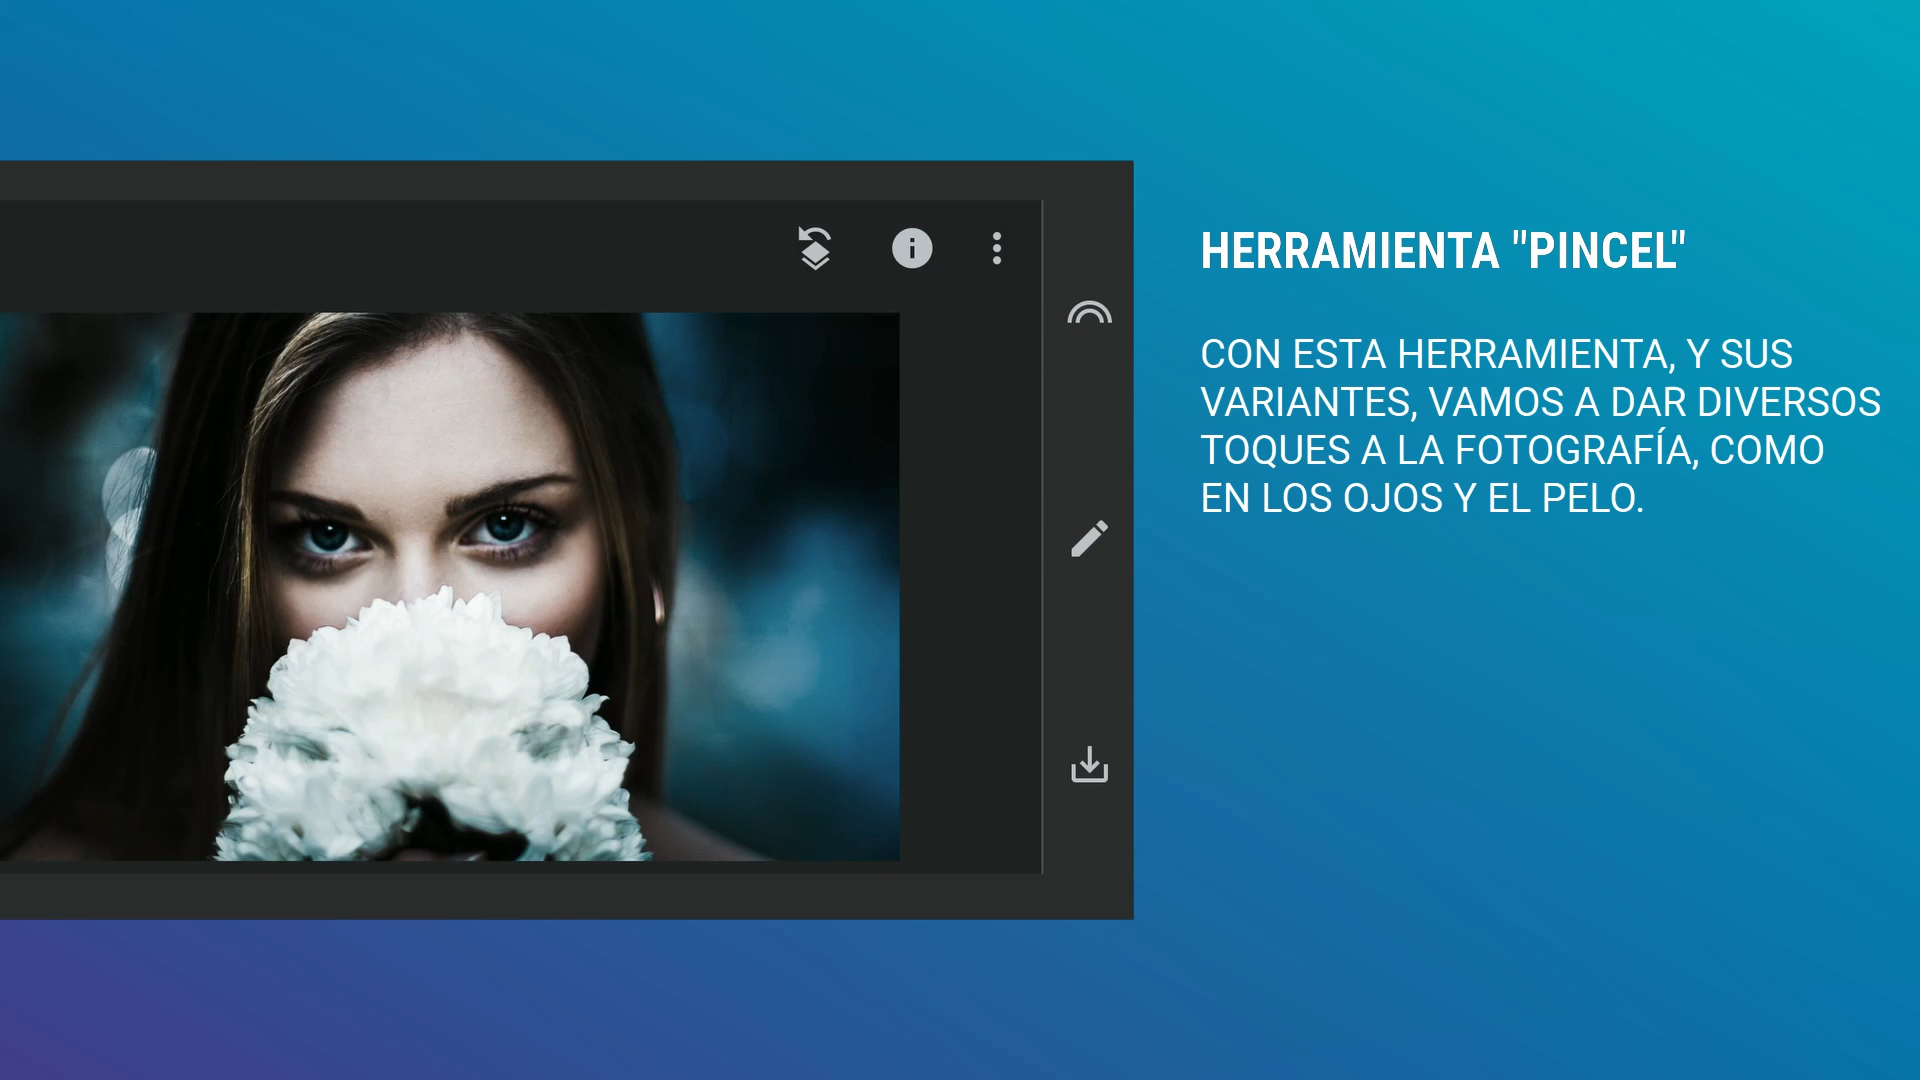 HERRAMIENTA "PINCEL"
CON ESTA HERRAMIENTA, Y SUS
VARIANTES, VAMOS A DAR DIVERSOS
TOQUES A LA FOTOGRAFÍA, COMO
EN LOS OJOS Y EL PELO.